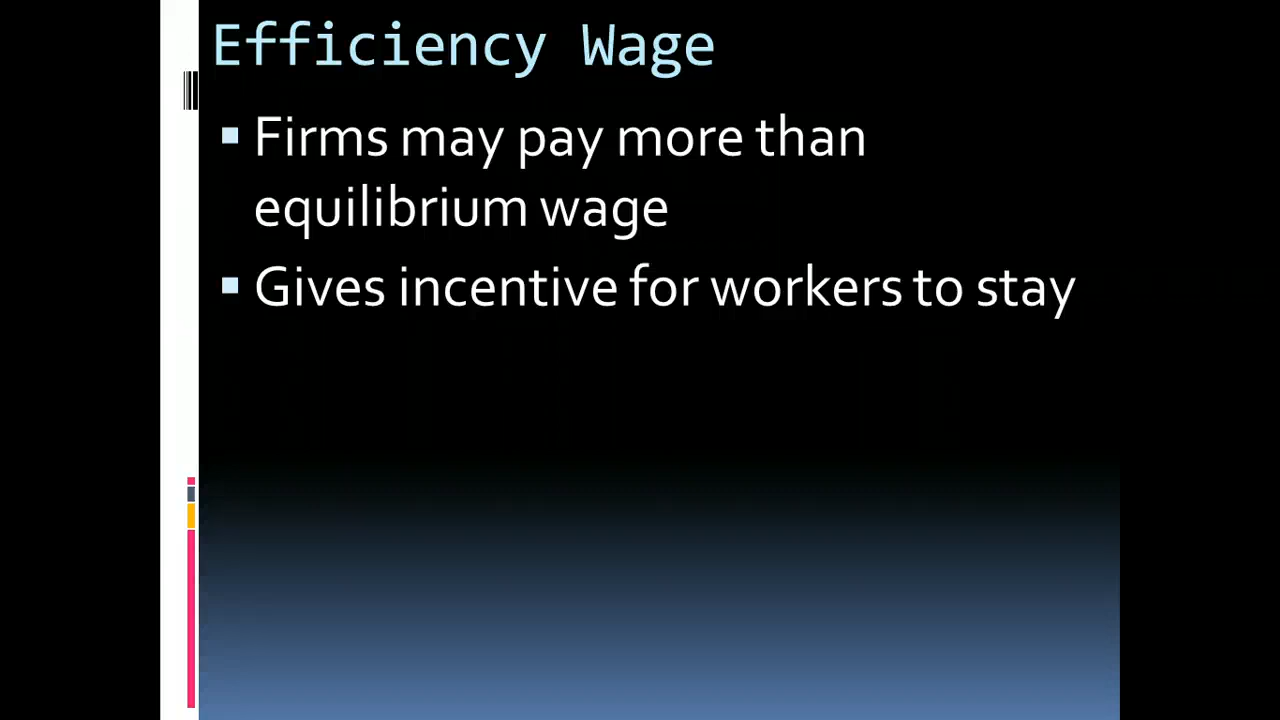 Efficiency Wage
Firms may pay more than
equilibrium wage
Gives incentive for workers to stay